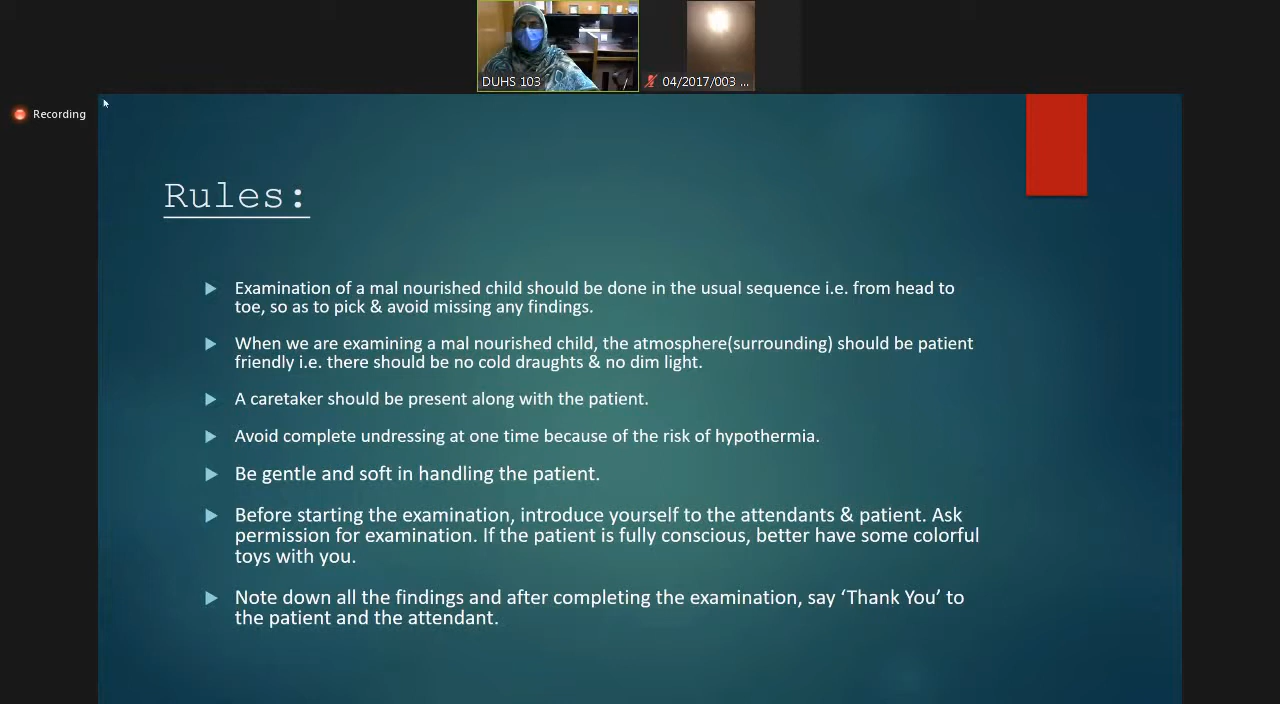 DUHS 103
04/2017/003 ...
Recording
Rules:
Examination of a mal nourished child should be done in the usual sequence i.e. from head to
toe, so as to pick & avoid missing any findings.
When we are examining a mal nourished child, the atmosphere(surrounding) should be patient
friendly i.e. there should be no cold draughts & no dim light.
A caretaker should be present along with the patient.
Avoid complete undressing at one time because of the risk of hypothermia.
Be gentle and soft in handling the patient.
Before starting the examination, introduce yourself to the attendants & patient. Ask
permission for examination. If the patient is fully conscious, better have some colorful
toys with you.
Note down all the findings and after completing the examination, say ‘Thank You’ to
the patient and the attendant.